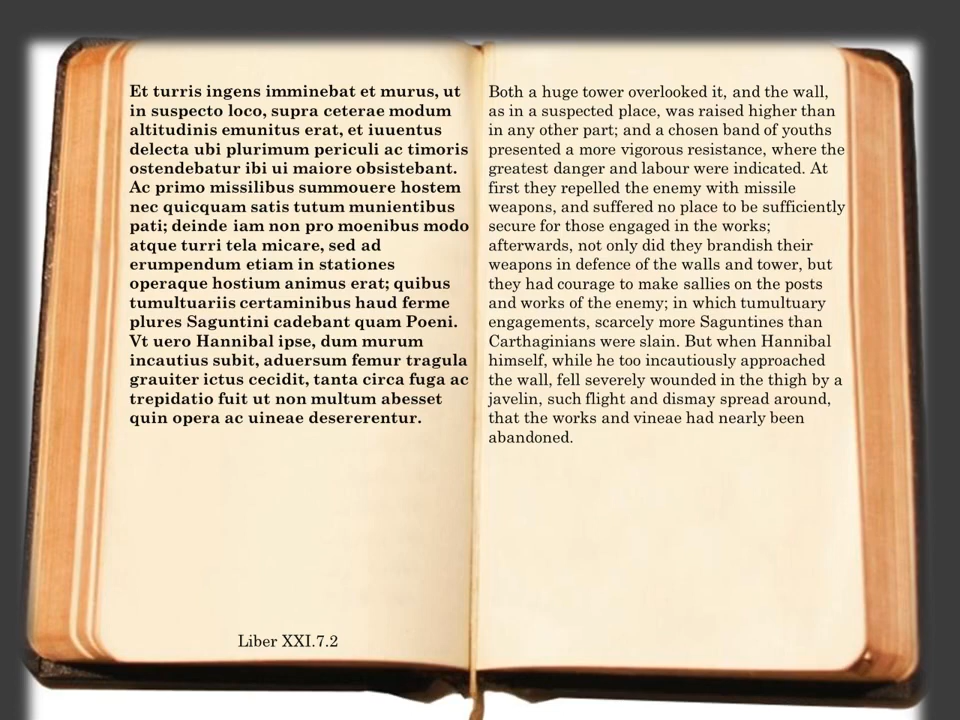 Et turris ingens imminebat et murus, ut
in suspecto loco, supra ceterae modum
altitudinis emunitus erat, et iuuentus
delecta ubi plurimum periculi ac timoris
ostendebatur ibi ui maiore obsistebant.
Ac primo missilibus summouere hostem
nec quicquam satis tutum munientibus
pati; deinde iam non pro moenibus modo
atque turri tela micare, sed ad
erumpendum etiam in stationes
operaque hostium animus erat; quibus
tumultuariis certaminibus haud ferme
plures Saguntini cadebant quam Poeni.
Vt uero Hannibal ipse, dum murum
incautius subit, aduersum femur tragula
grauiter ictus cecidit, tanta circa fuga ac
trepidatio fuit ut non multum abesset
quin opera ac uineae desererentur.
Liber XXI.7.2
Both a huge tower overlooked it, and the wall,
as in a suspected place, was raised higher than
in any other part; and a chosen band of youths
presented a more vigorous resistance, where the
greatest danger and labour were indicated. At
first they repelled the enemy with missile
weapons, and suffered no place to be sufficiently
secure for those engaged in the works;
afterwards, not only did they brandish their
weapons in defence of the walls and tower, but
they had courage to make sallies on the posts
and works of the enemy; in which tumultuary
engagements, scarcely more Saguntines than
Carthaginians were slain. But when Hannibal
himself, while he too incautiously approached
the wall, fell severely wounded in the thigh by a
javelin, such flight and dismay spread around,
that the works and vineae had nearly been
abandoned.